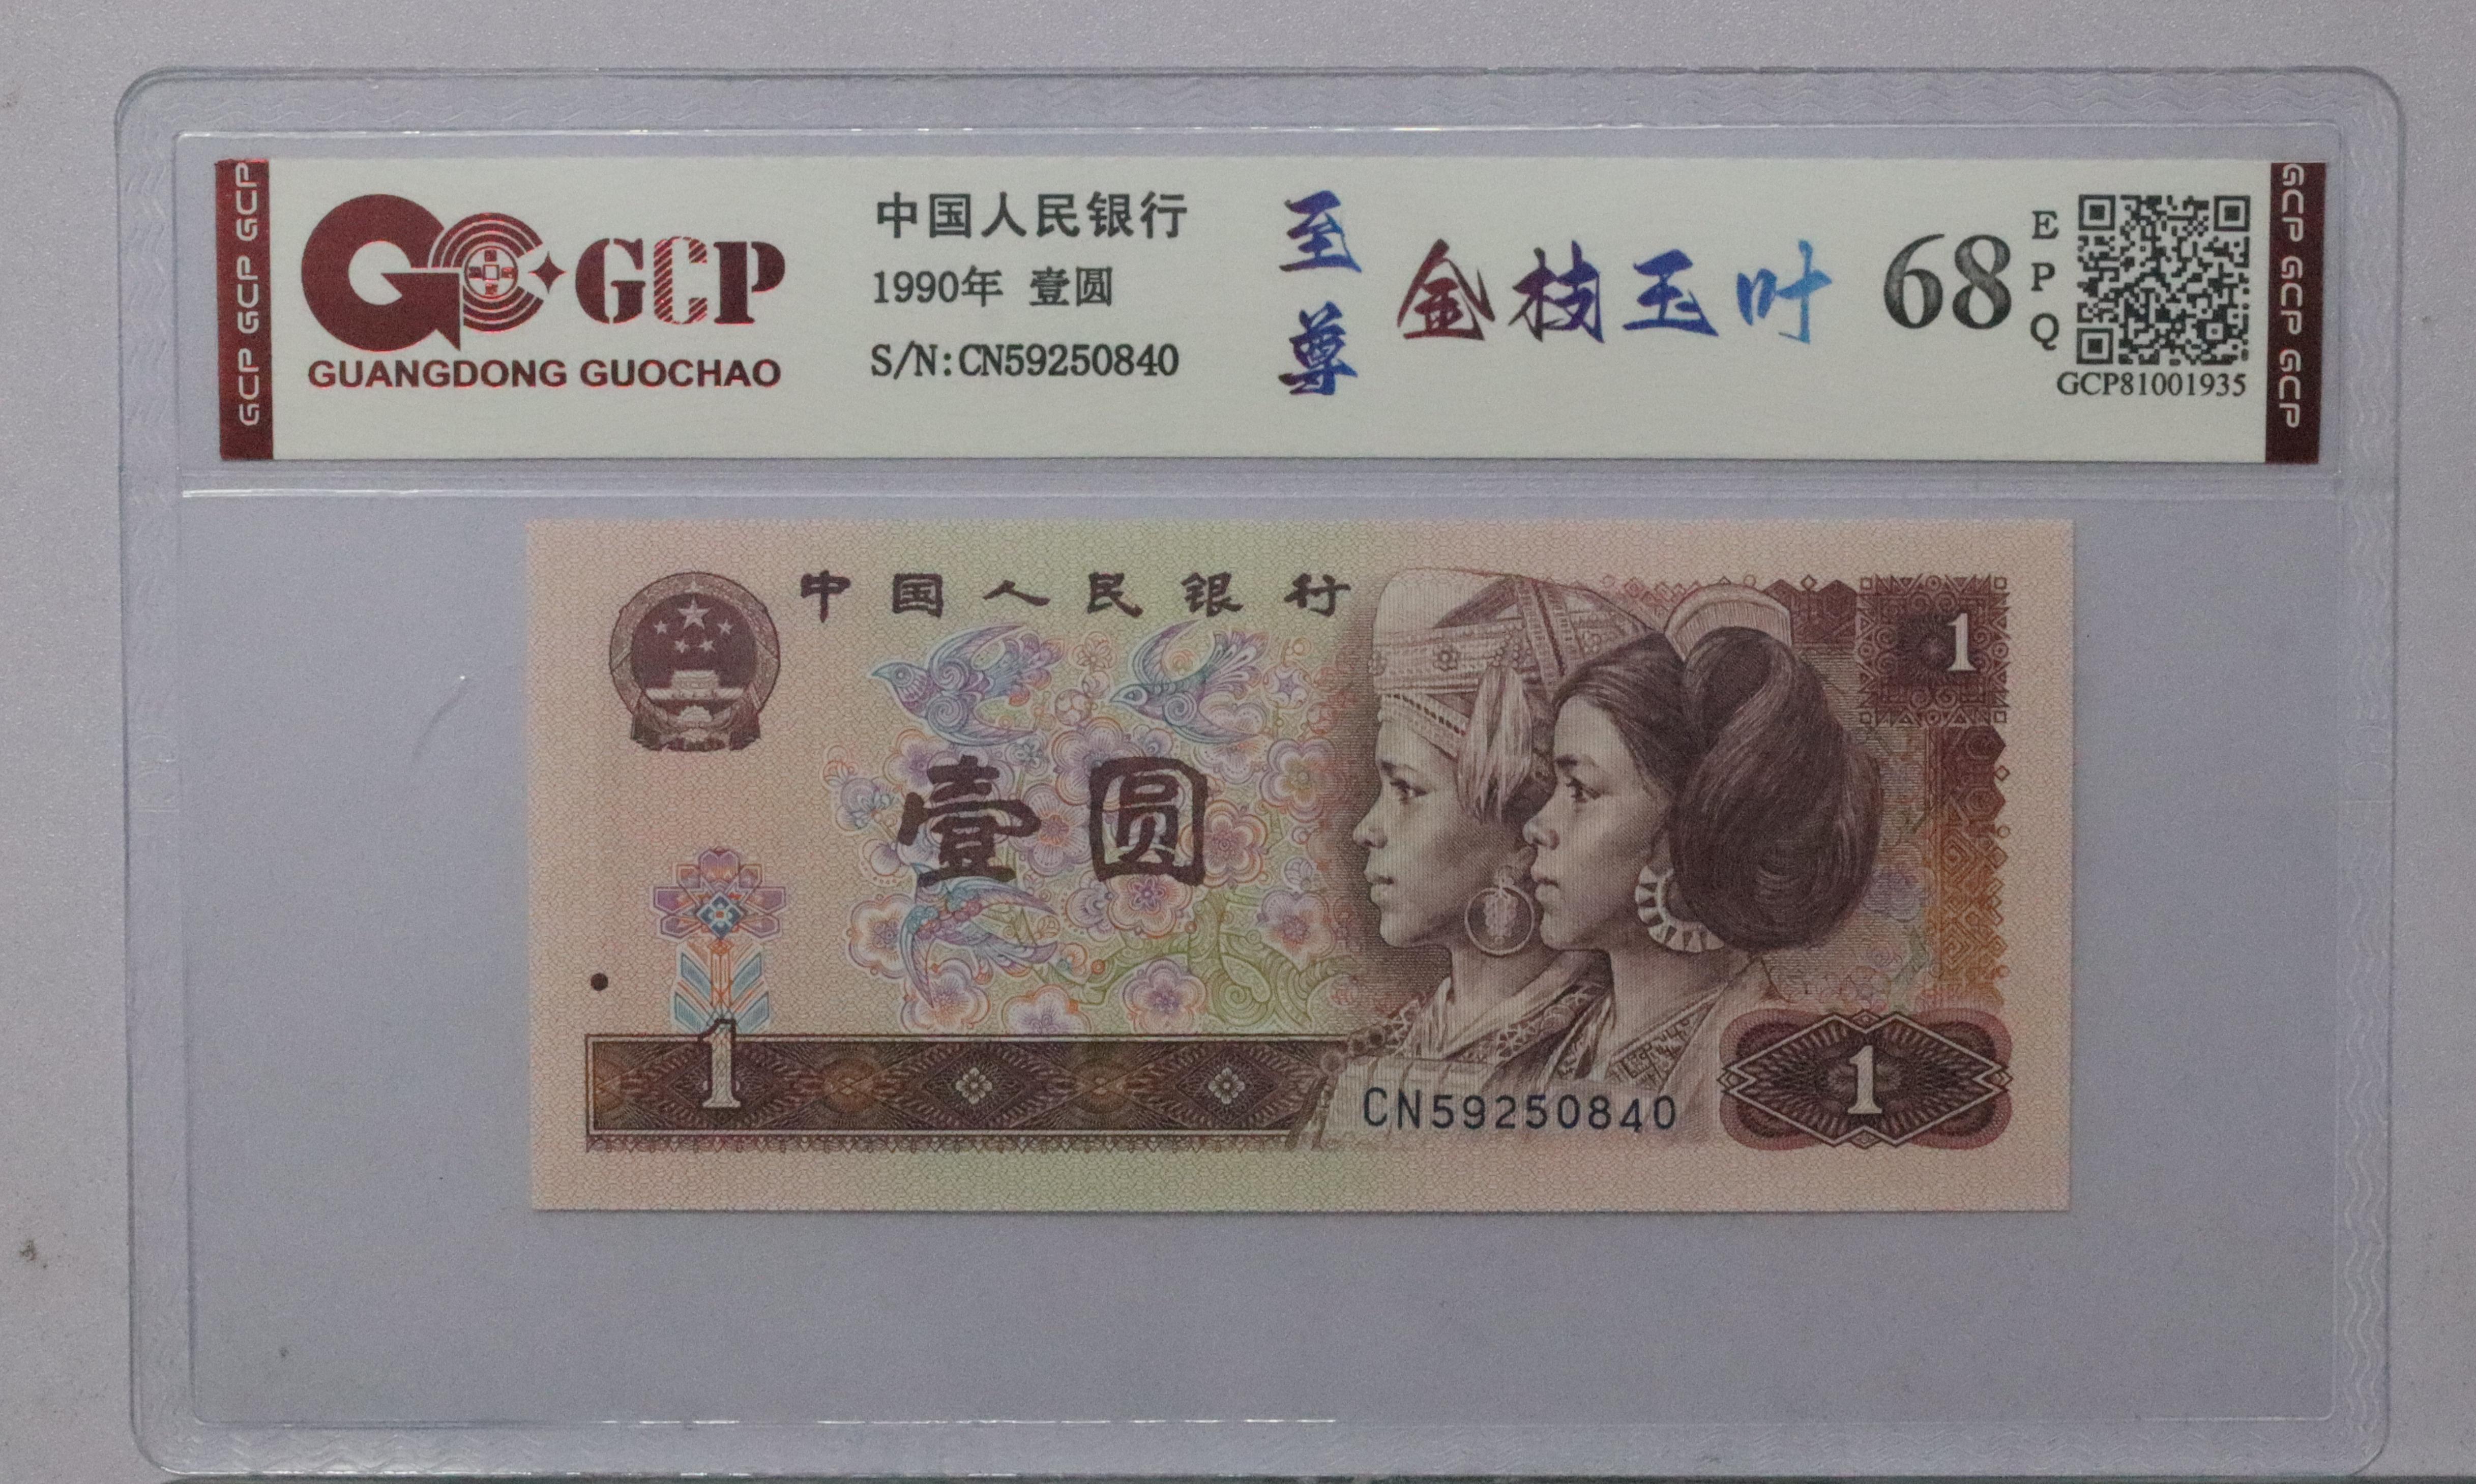 GCP GCP GCP
GCP
GUANGDONG GUOCHAO
中国人民银行
1990年 壹圆
S/N:CN59250840
至尊
金枝玉叶
68
EPQ
GCP81001935
GCP GCP GCP
中国人民银行
1
壹圆
1
CN59250840
1